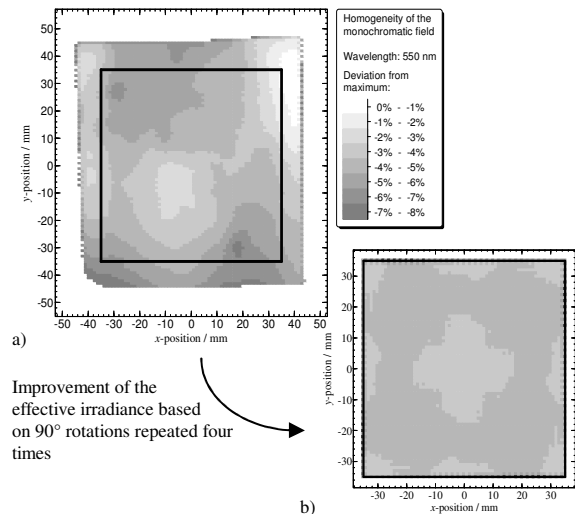 50
40
30
20
10
0
-10
-20
-30
-40
-50
y-position / mm
-50 -40 -30 -20 -10 0 10 20 30 40 50
x-position / mm
a)
Homogeneity of the
monochromatic field
Wavelength: 550 nm
Deviation from
maximum:
0% - -1%
-1% - -2%
-2% - -3%
-3% - -4%
-4% - -5%
-5% - -6%
-6% - -7%
-7% - -8%
Improvement of the
effective irradiance based
on 90° rotations repeated four
times
30
20
10
0
-10
-20
-30
y-position / mm
-30 -20 -10 0 10 20 30
x-position / mm
b)